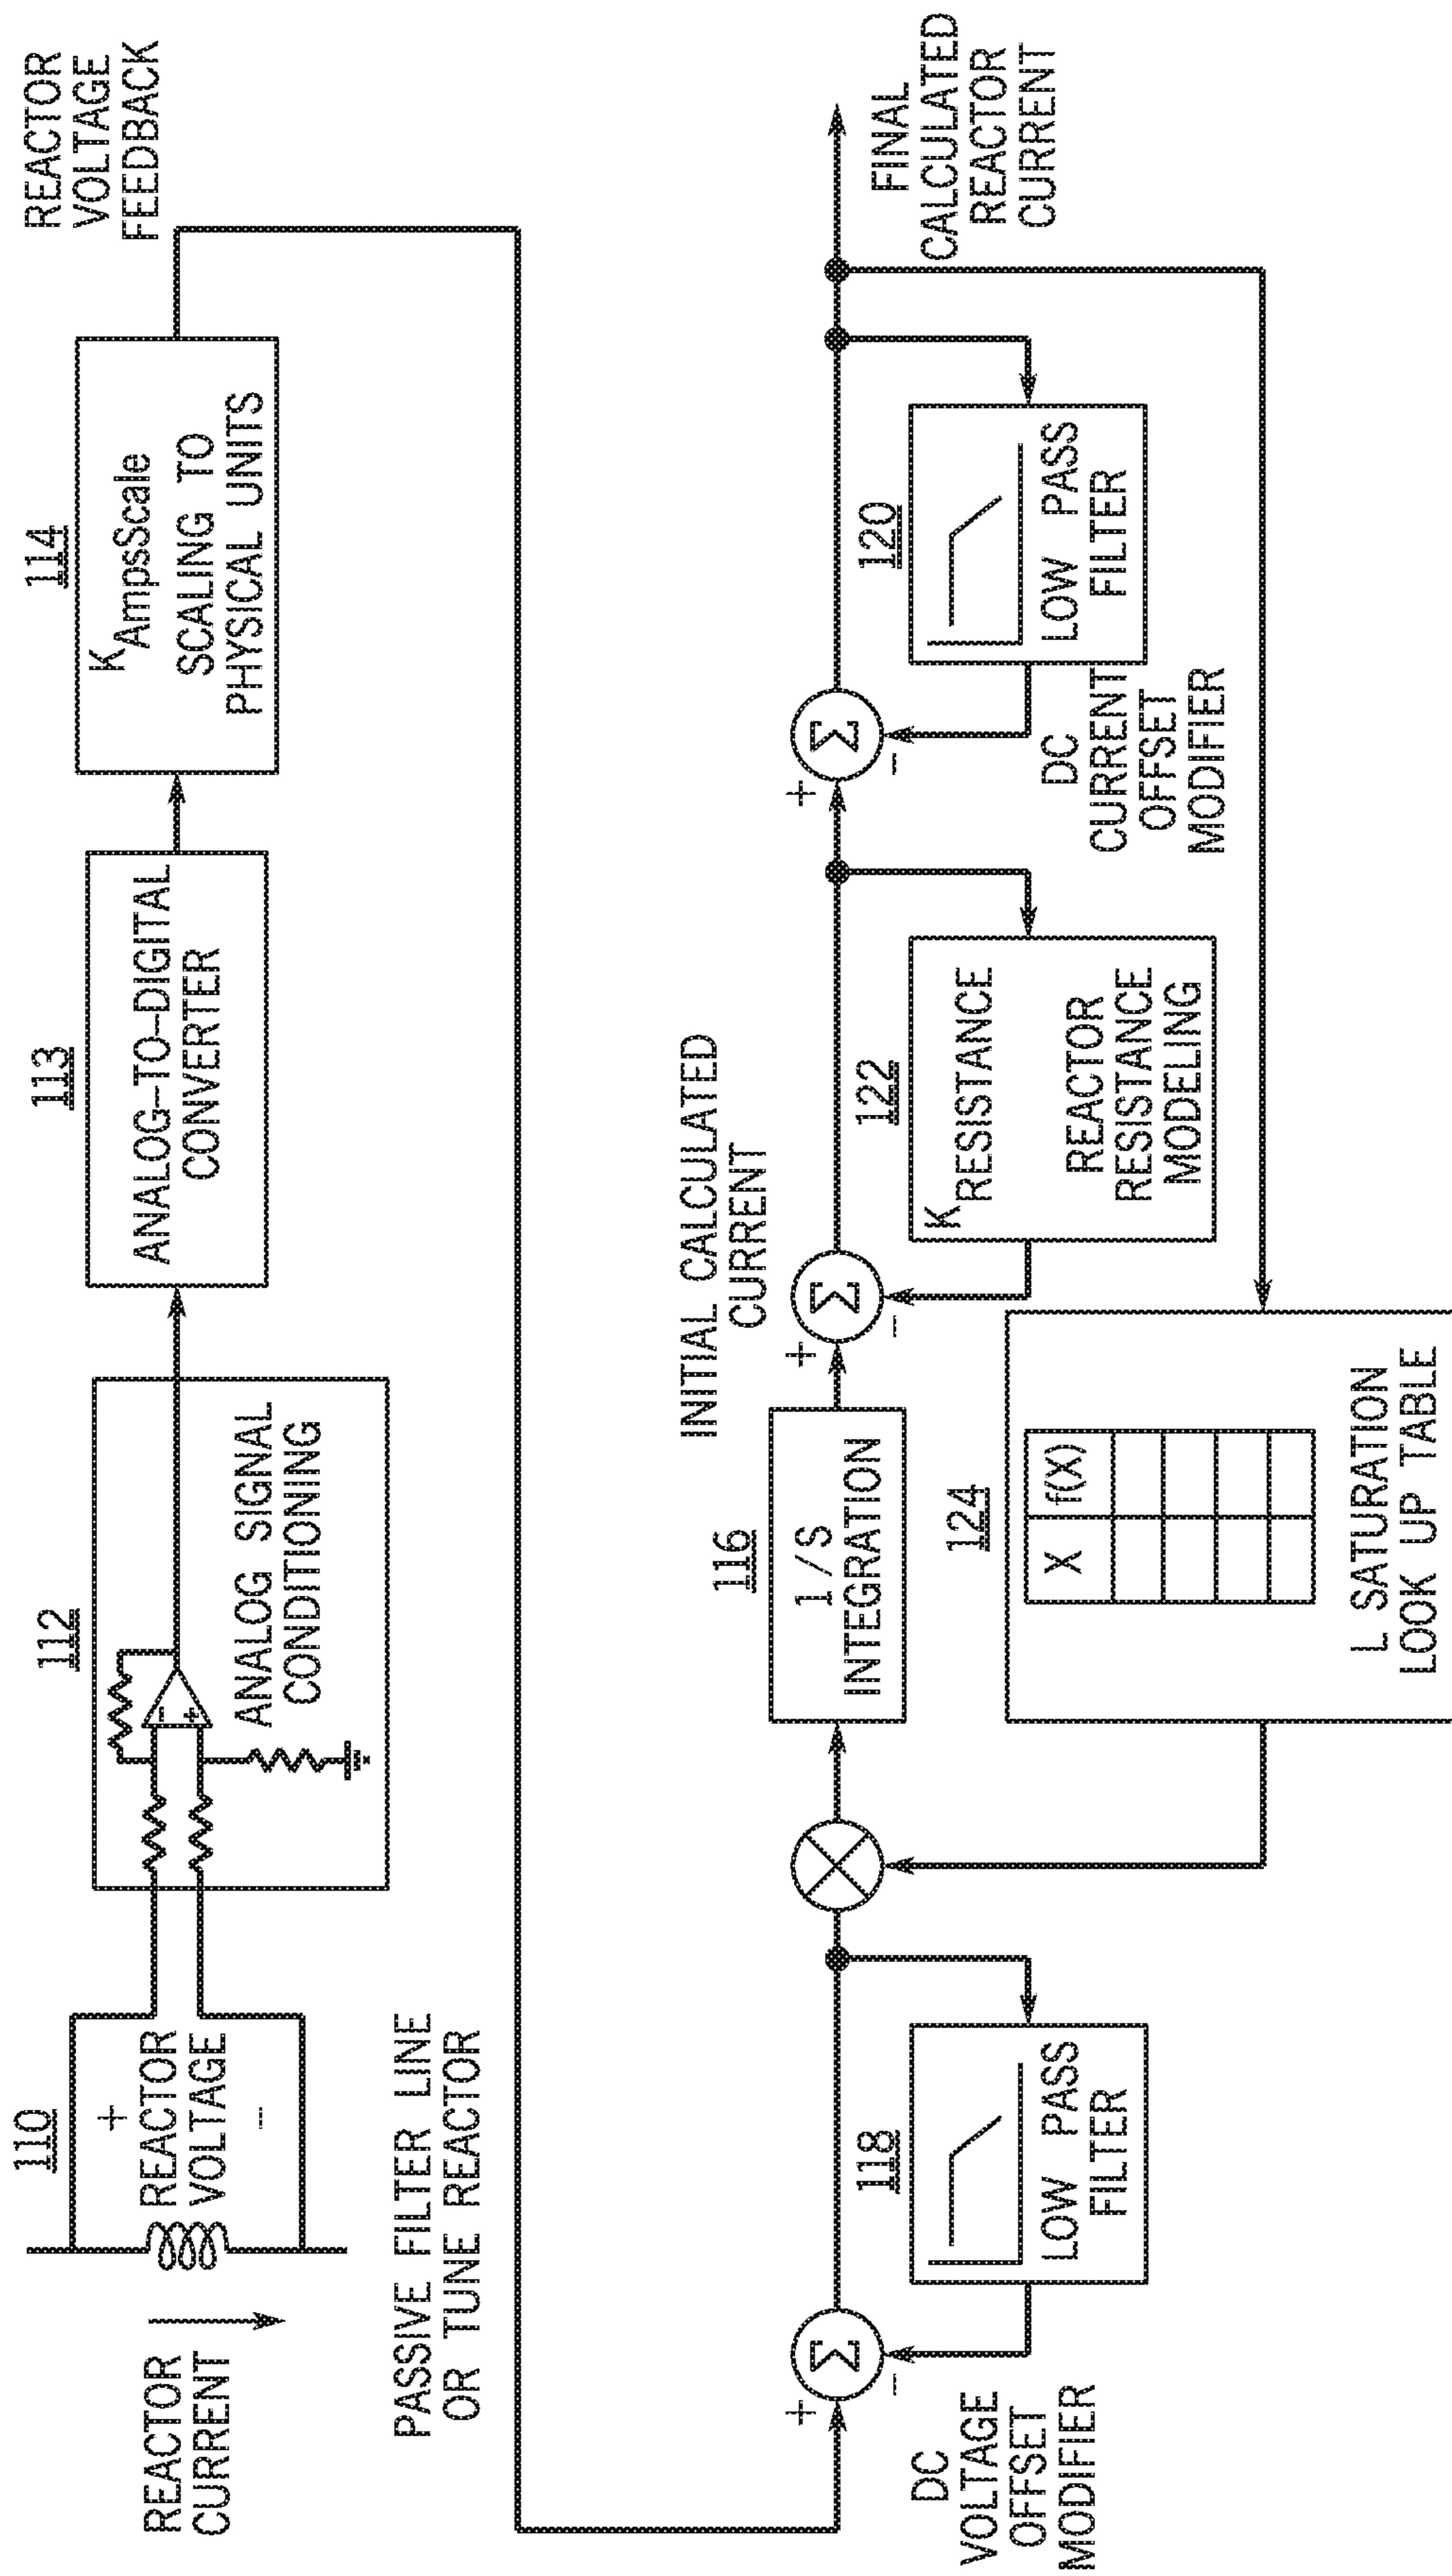 110
112
113
114
REACTOR
CURRENT
+
REACTOR
VOLTAGE
−
PASSIVE FILTER LINE
OR TUNE REACTOR
−
+
ANALOG SIGNAL
CONDITIONING
ANALOG-TO-DIGITAL
CONVERTER
K AmpsScale
SCALING TO
PHYSICAL UNITS
REACTOR
VOLTAGE
FEEDBACK
+
Σ
−
DC
VOLTAGE
OFFSET
MODIFIER
118
LOW PASS
FILTER
116
1/S
INTEGRATION
INITIAL CALCULATED
CURRENT
+
Σ
−
122
K RESISTANCE
REACTOR
RESISTANCE
MODELING
+
Σ
−
DC
CURRENT
OFFSET
MODIFIER
120
LOW PASS
FILTER
FINAL
CALCULATED
REACTOR
CURRENT
124
X f(X)
L SATURATION
LOOK UP TABLE